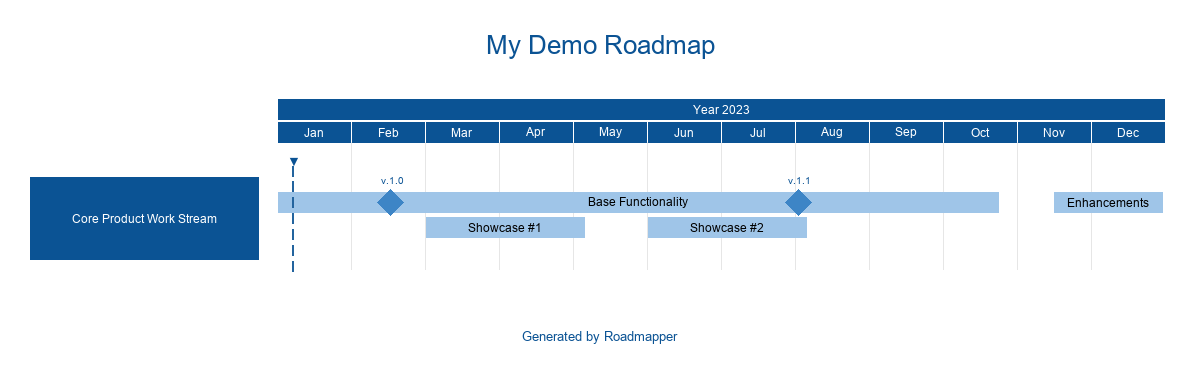 My Demo Roadmap
Year 2023
Jan Feb Mar Apr May Jun Jul Aug Sep Oct Nov Dec
v.1.0 v.1.1
Core Product Work Stream
Base Functionality Enhancements
Showcase #1 Showcase #2
Generated by Roadmapper